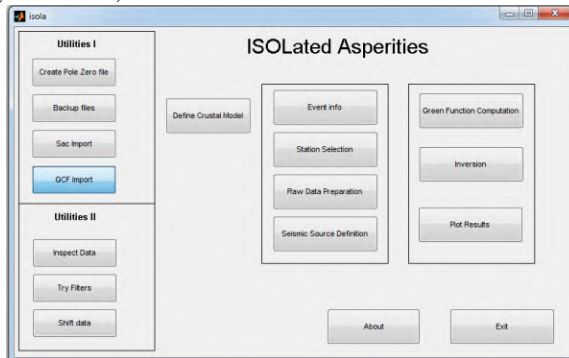 isola
ISOLated Asperities
Utilities I
Create Pole Zero file
Backup files
Sac Import
GCF Import
Utilities II
Inspect Data
Try Filters
Shift data
Define Crustal Model
Event info
Station Selection
Raw Data Preparation
Seismic Source Definition
Green Function Computation
Inversion
Plot Results
About
Exit